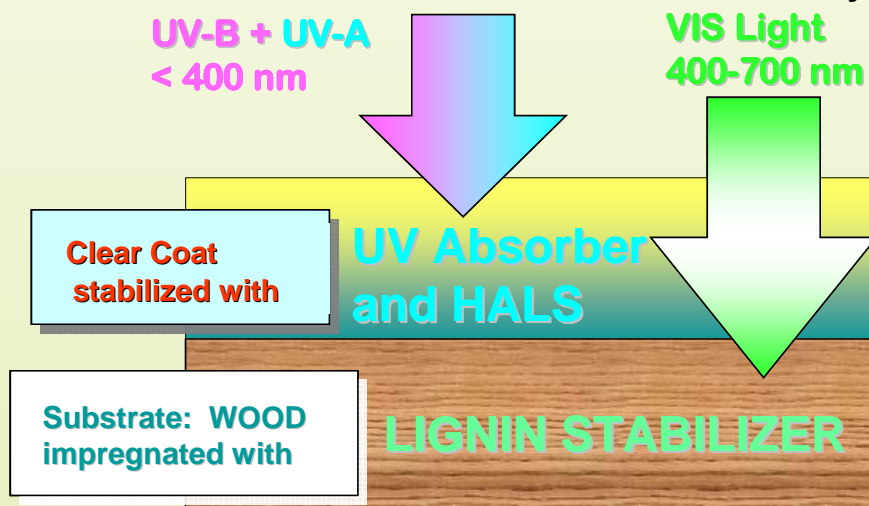 UV-B + UV-A
< 400 nm
VIS Light
400-700 nm
Clear Coat
stabilized with
UV Absorber
and HALS
Substrate: WOOD
impregnated with
LIGNIN STABILIZER